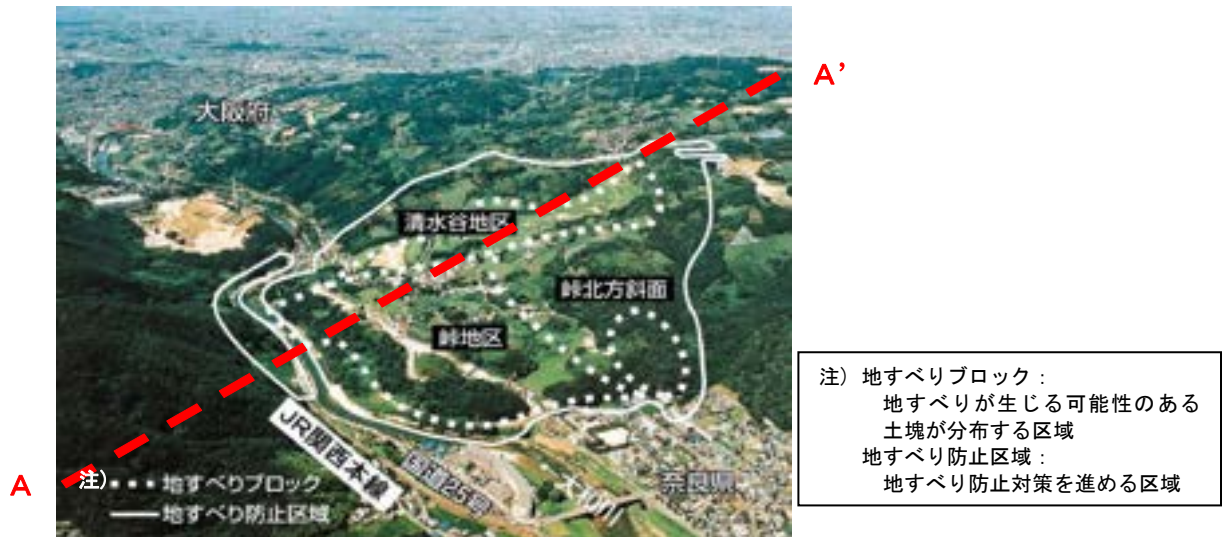 A’
大阪府
清水谷地区
峠北方斜面
峠地区
JR関西本線
国道25号
大和川
奈良県
A
注)
地すべりブロック
地すべり防止区域
注）地すべりブロック：
地すべりが生じる可能性のある
土塊が分布する区域
地すべり防止区域：
地すべり防止対策を進める区域